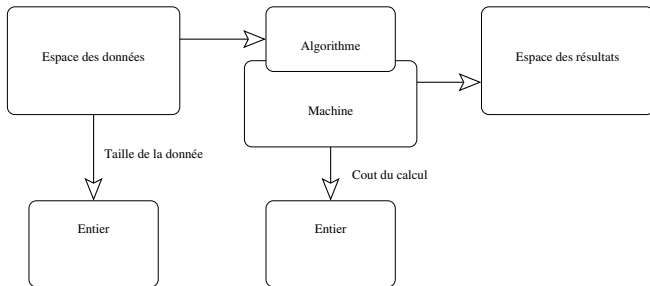 Espace des données
Algorithme
Espace des résultats
Machine
Taille de la donnée
Cout du calcul
Entier
Entier